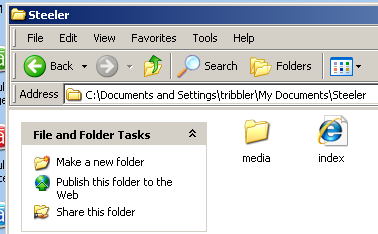 Steeler
File Edit View Favorites Tools Help
Back Search Folders
Address C:\Documents and Settings\tribbler\My Documents\Steeler
File and Folder Tasks
Make a new folder
Publish this folder to the
Web
Share this folder
media index